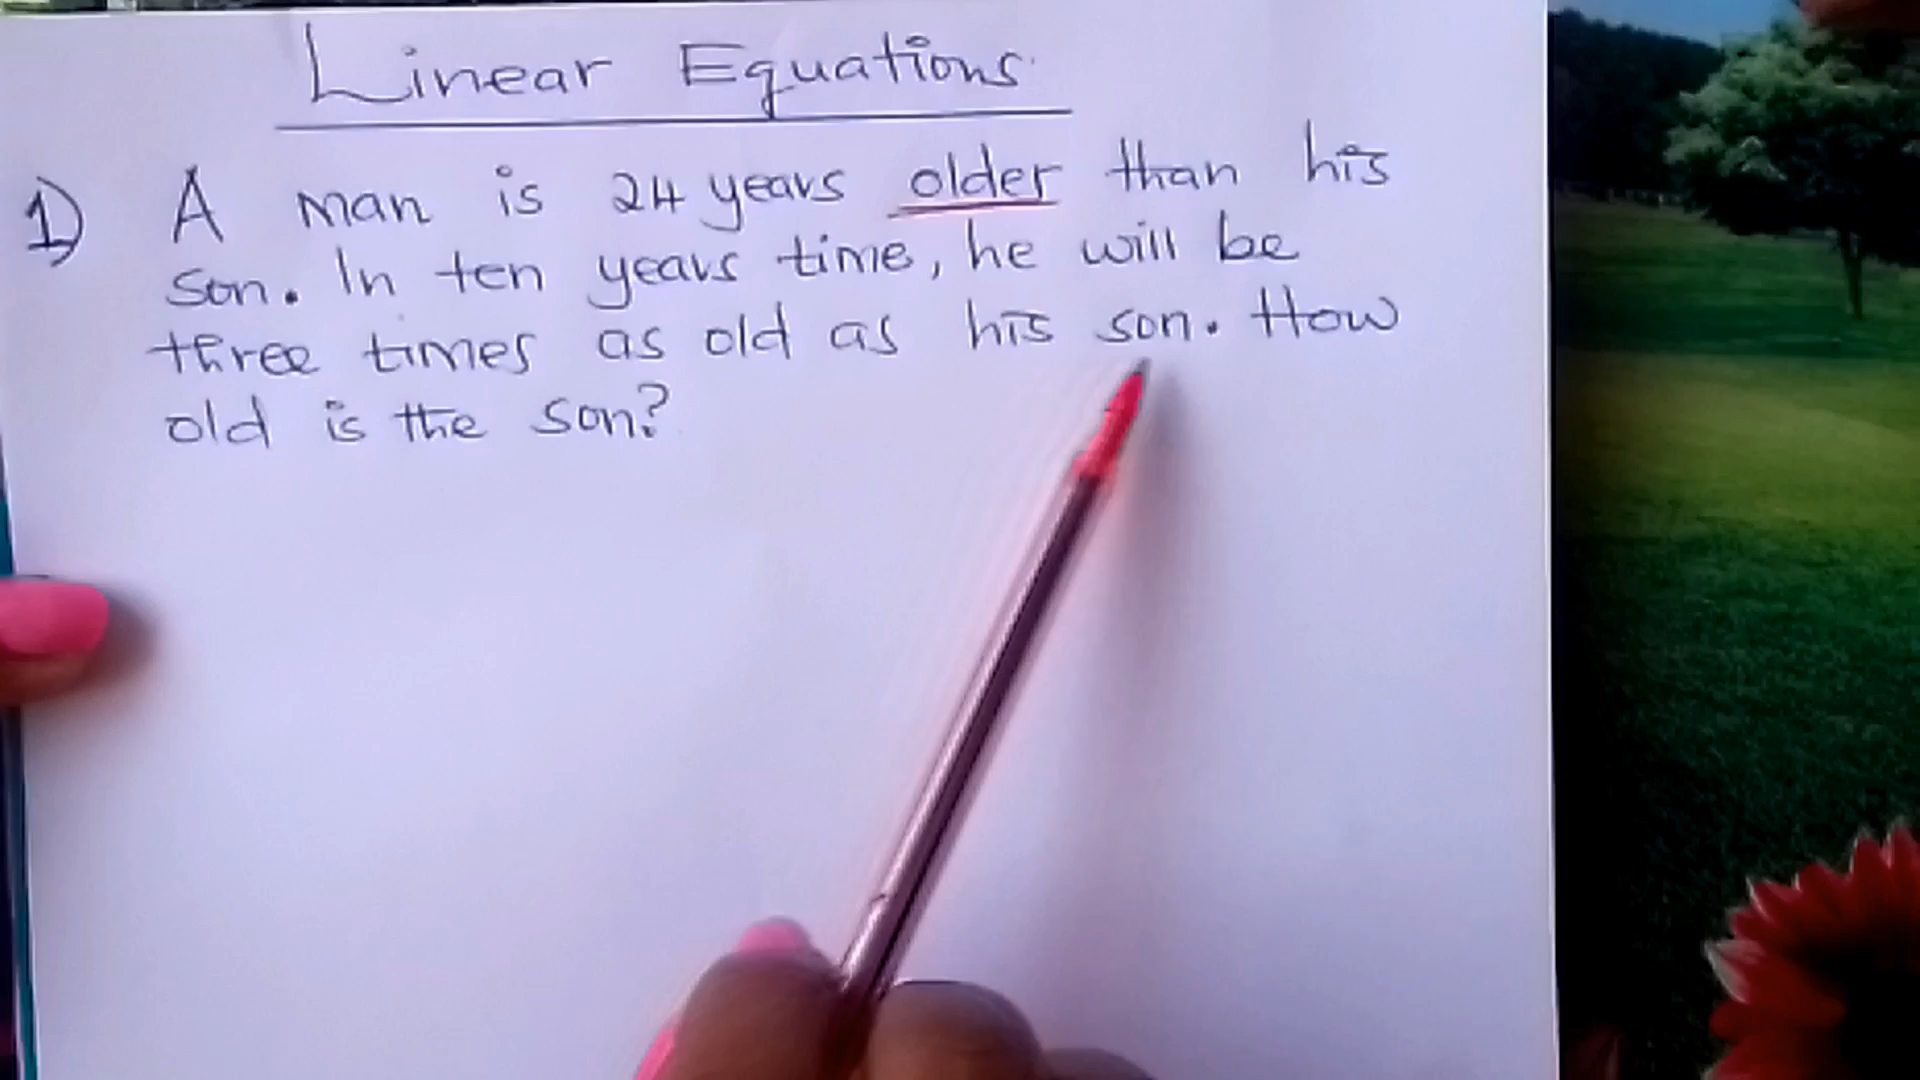 Linear Equations
1) A man is 24 years older than his
son. In ten years time, he will be
three times as old as his son. How
old is the son?